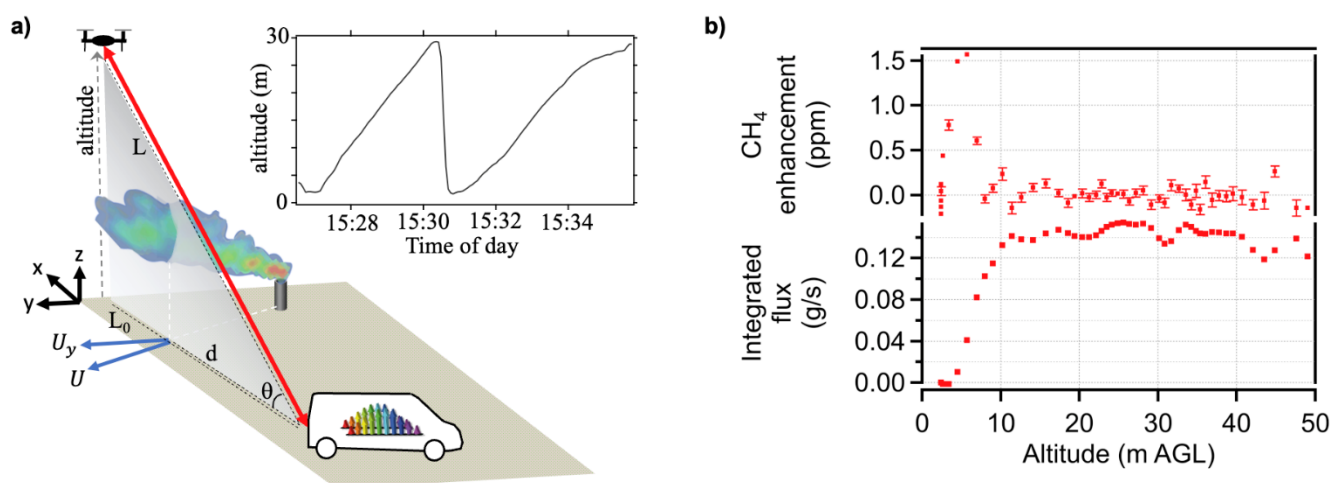 a)
altitude
L
x
z
y
L₀
d
θ
U_y
U
altitude (m)
30
0
15:28
15:30
15:32
15:34
Time of day
b)
CH₄
enhancement
(ppm)
1.5
1.0
0.5
0.0
Integrated
flux
(g/s)
0.12
0.08
0.04
0.00
0
10
20
30
40
50
Altitude (m AGL)